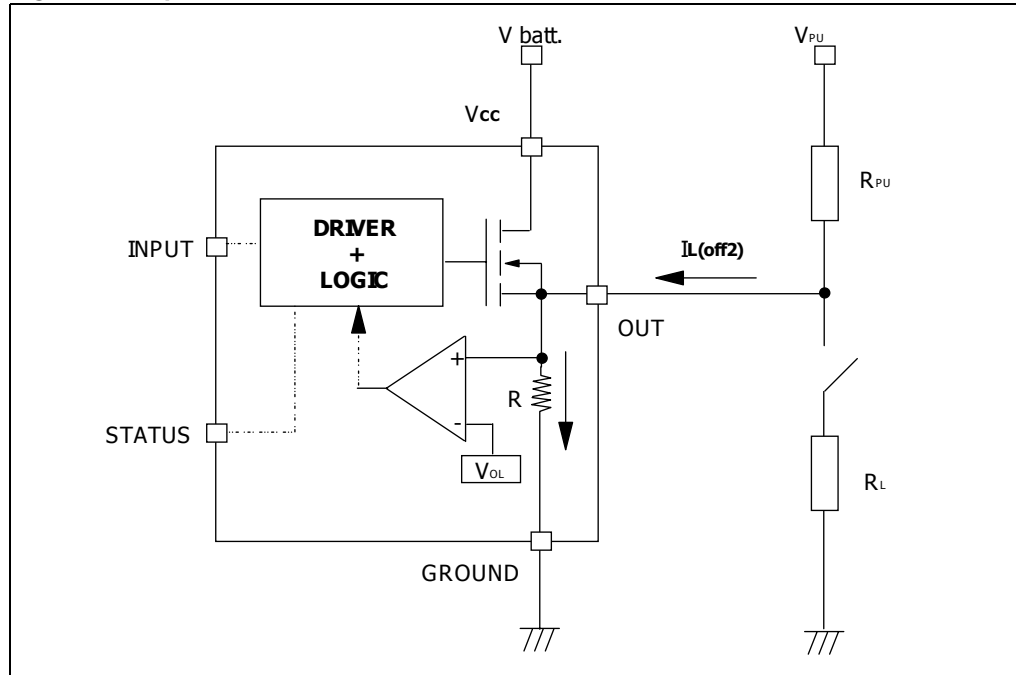 V batt.
VPU
Vcc
RPU
DRIVER
+
LOGIC
INPUT
IL(off2)
OUT
+
R
-
STATUS
VOL
RL
GROUND